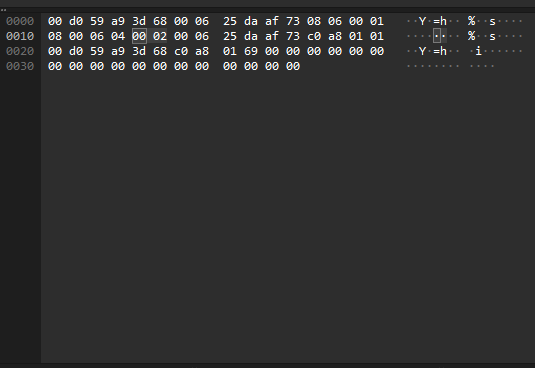 0000 00 d0 59 a9 3d 68 00 06 25 da af 73 08 06 00 01 ··Y·=h·· %··s····
0010 08 00 06 04 00 02 00 06 25 da af 73 c0 a8 01 01 ········ %··s····
0020 00 d0 59 a9 3d 68 c0 a8 01 69 00 00 00 00 00 00 ··Y·=h·· ·i······
0030 00 00 00 00 00 00 00 00 00 00 00 00 ········ ····